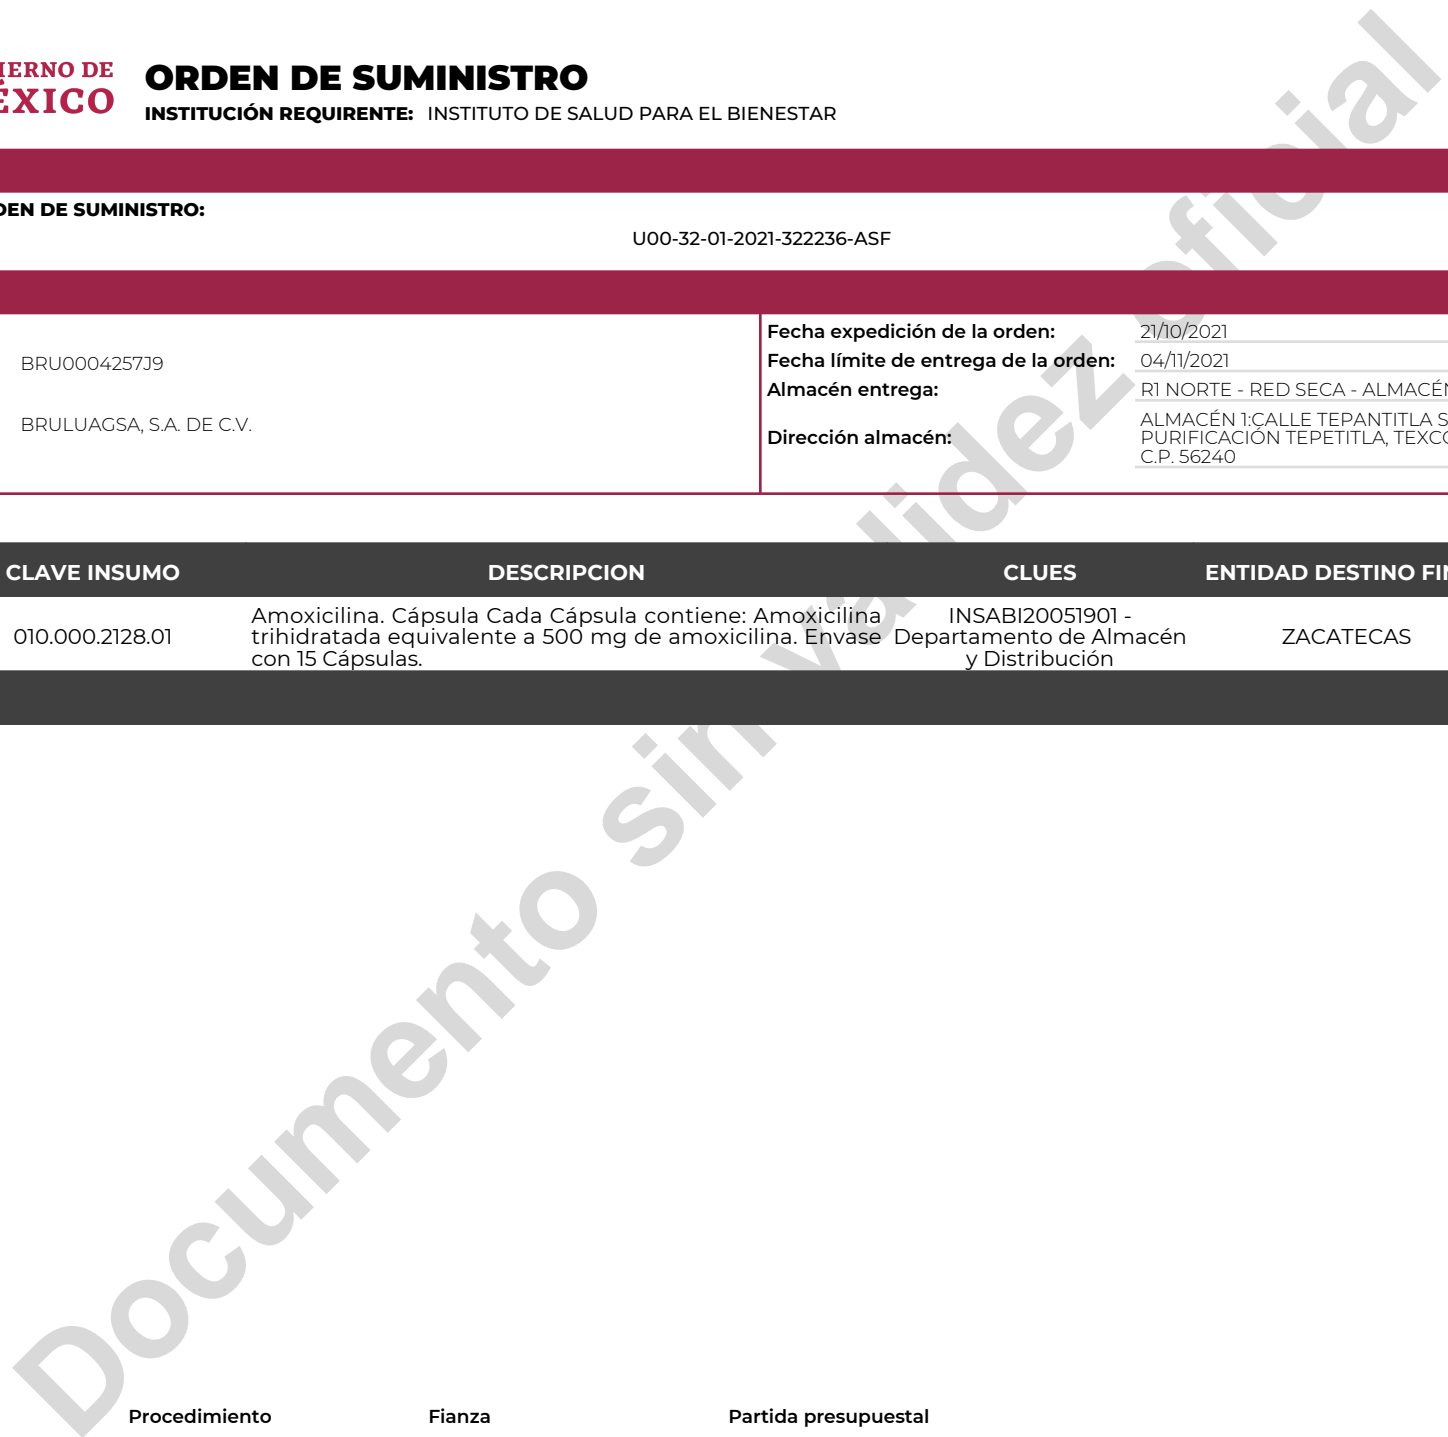 IERNO DE
ÉXICO
ORDEN DE SUMINISTRO
INSTITUCIÓN REQUIRENTE: INSTITUTO DE SALUD PARA EL BIENESTAR
DEN DE SUMINISTRO:
U00-32-01-2021-322236-ASF
BRU0004257J9
BRULUAGSA, S.A. DE C.V.
Fecha expedición de la orden: 21/10/2021
Fecha límite de entrega de la orden: 04/11/2021
Almacén entrega: R1 NORTE - RED SECA - ALMACÉN
Dirección almacén:
ALMACÉN 1:CALLE TEPANTITLA S
PURIFICACIÓN TEPETITLA, TEXCO
C.P. 56240
CLAVE INSUMO DESCRIPCION CLUES ENTIDAD DESTINO FIN
010.000.2128.01
Amoxicilina. Cápsula Cada Cápsula contiene: Amoxicilina
trihidratada equivalente a 500 mg de amoxicilina. Envase
con 15 Cápsulas.
INSABI20051901 -
Departamento de Almacén
y Distribución
ZACATECAS
Documento sin validez oficial
Procedimiento Fianza Partida presupuestal